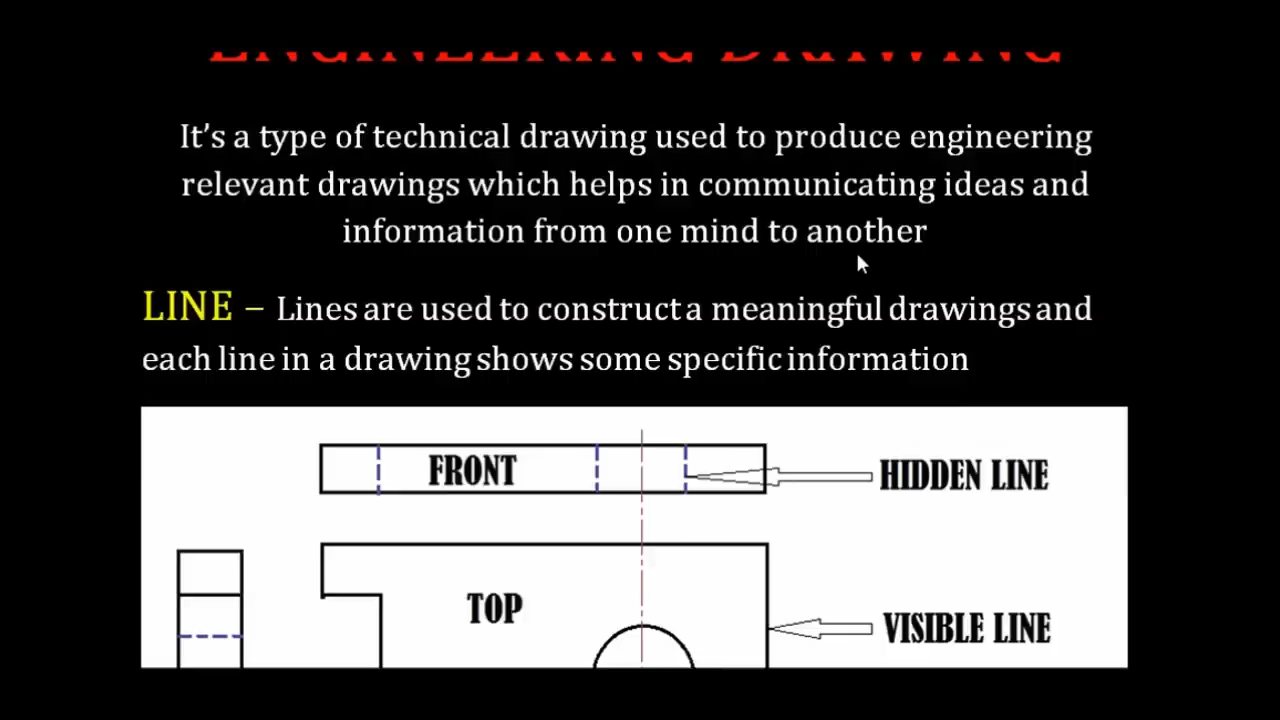 ENGINEERING DRAWING
It’s a type of technical drawing used to produce engineering
relevant drawings which helps in communicating ideas and
information from one mind to another
LINE – Lines are used to construct a meaningful drawings and
each line in a drawing shows some specific information
FRONT
HIDDEN LINE
TOP
VISIBLE LINE